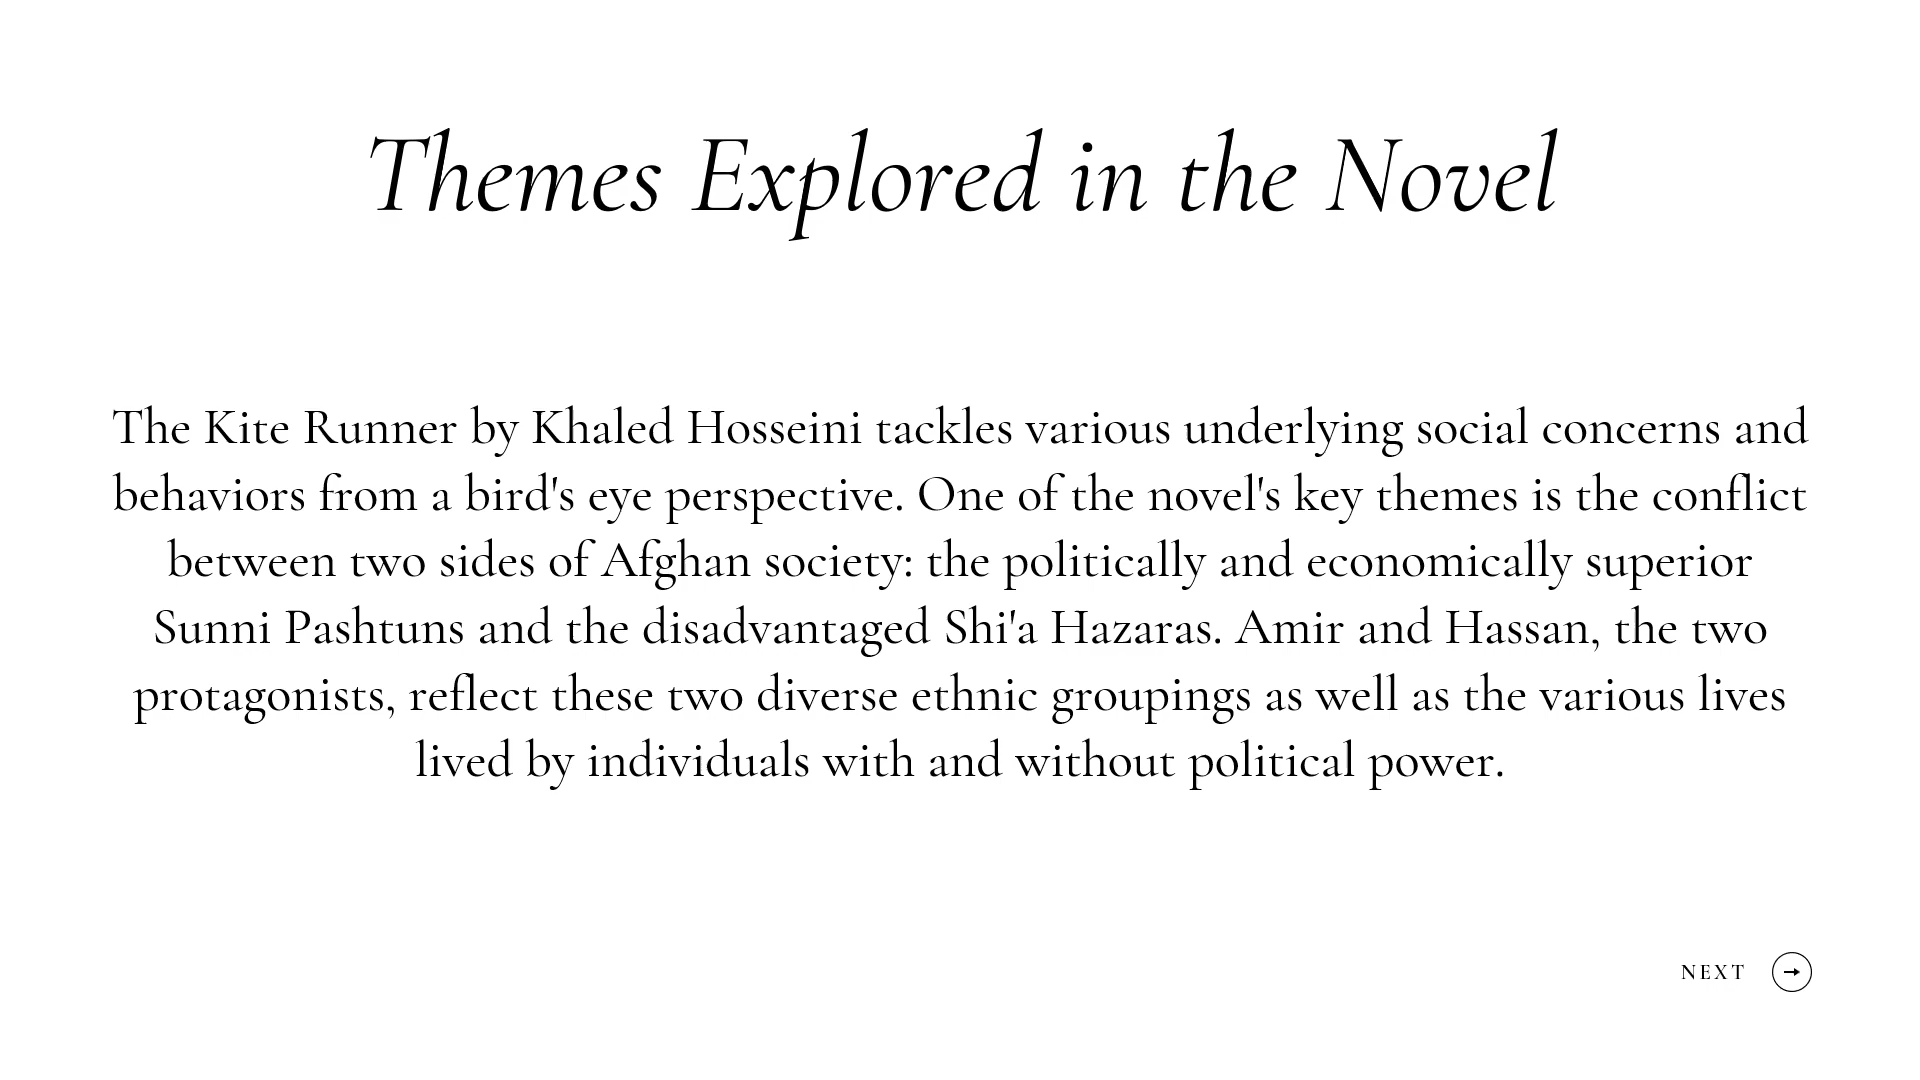 Themes Explored in the Novel
The Kite Runner by Khaled Hosseini tackles various underlying social concerns and
behaviors from a bird's eye perspective. One of the novel's key themes is the conflict
between two sides of Afghan society: the politically and economically superior
Sunni Pashtuns and the disadvantaged Shi'a Hazaras. Amir and Hassan, the two
protagonists, reflect these two diverse ethnic groupings as well as the various lives
lived by individuals with and without political power.
NEXT